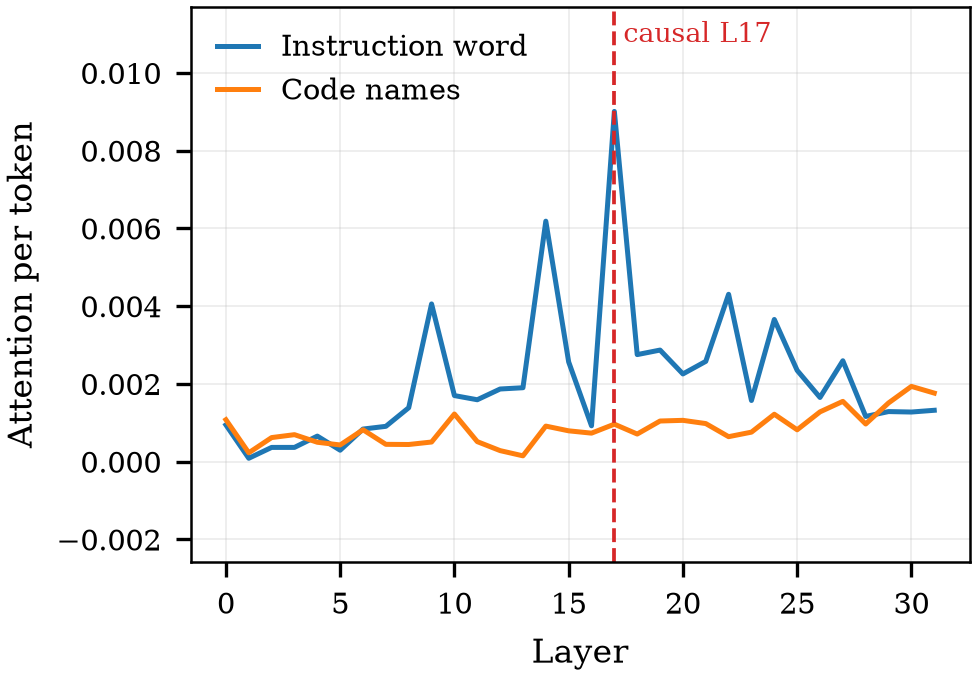 causal L17
Instruction word
Code names
Attention per token
0.010
0.008
0.006
0.004
0.002
0.000
−0.002
0 5 10 15 20 25 30
Layer